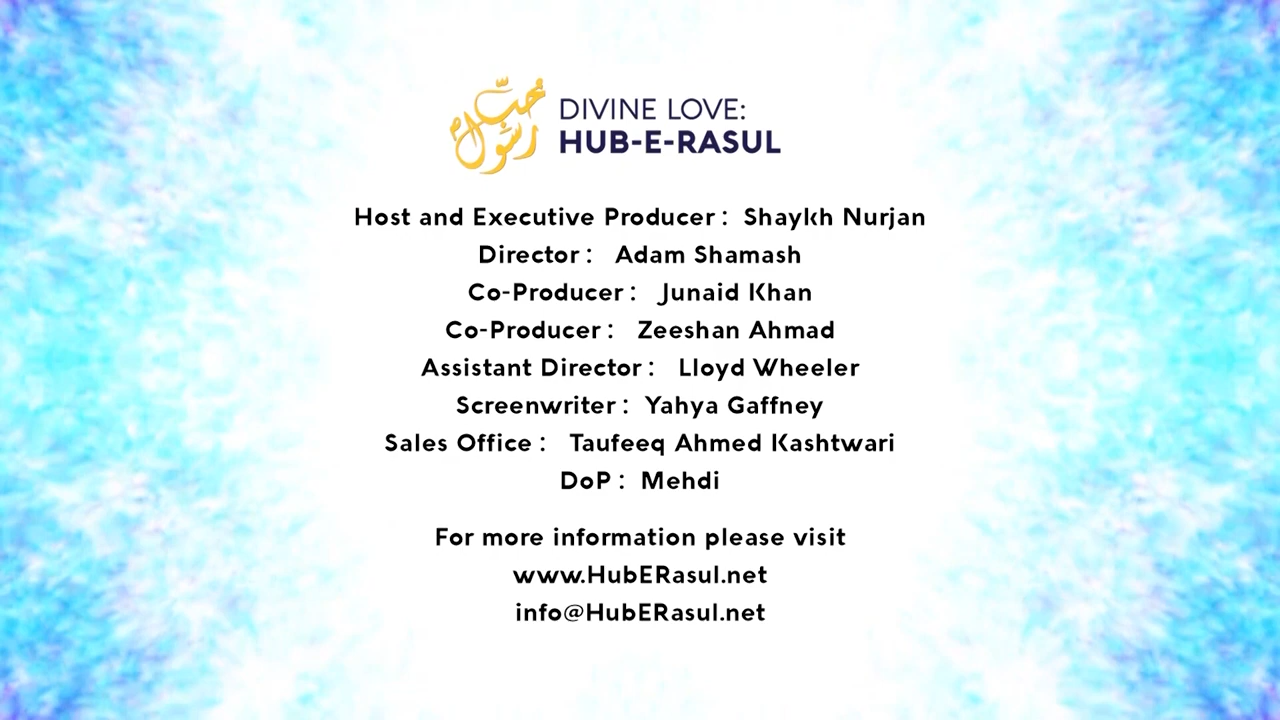 محب
رسول
DIVINE LOVE:
HUB-E-RASUL
Host and Executive Producer : Shaykh Nurjan
Director : Adam Shamash
Co-Producer : Junaid Khan
Co-Producer : Zeeshan Ahmad
Assistant Director : Lloyd Wheeler
Screenwriter : Yahya Gaffney
Sales Office : Taufeeq Ahmed Kashtwari
DoP : Mehdi
For more information please visit
www.HubERasul.net
info@HubERasul.net